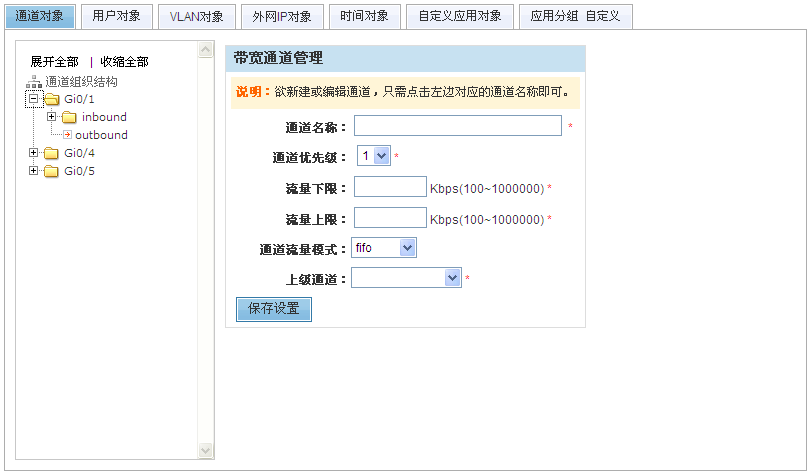 通道对象 用户对象 VLAN对象 外网IP对象 时间对象 自定义应用对象 应用分组 自定义
展开全部 | 收缩全部
通道组织结构
Gi0/1
inbound
outbound
Gi0/4
Gi0/5
带宽通道管理
说明：欲新建或编辑通道，只需点击左边对应的通道名称即可。
通道名称： *
通道优先级： 1 *
流量下限： Kbps(100~1000000) *
流量上限： Kbps(100~1000000) *
通道流量模式： fifo
上级通道： *
保存设置